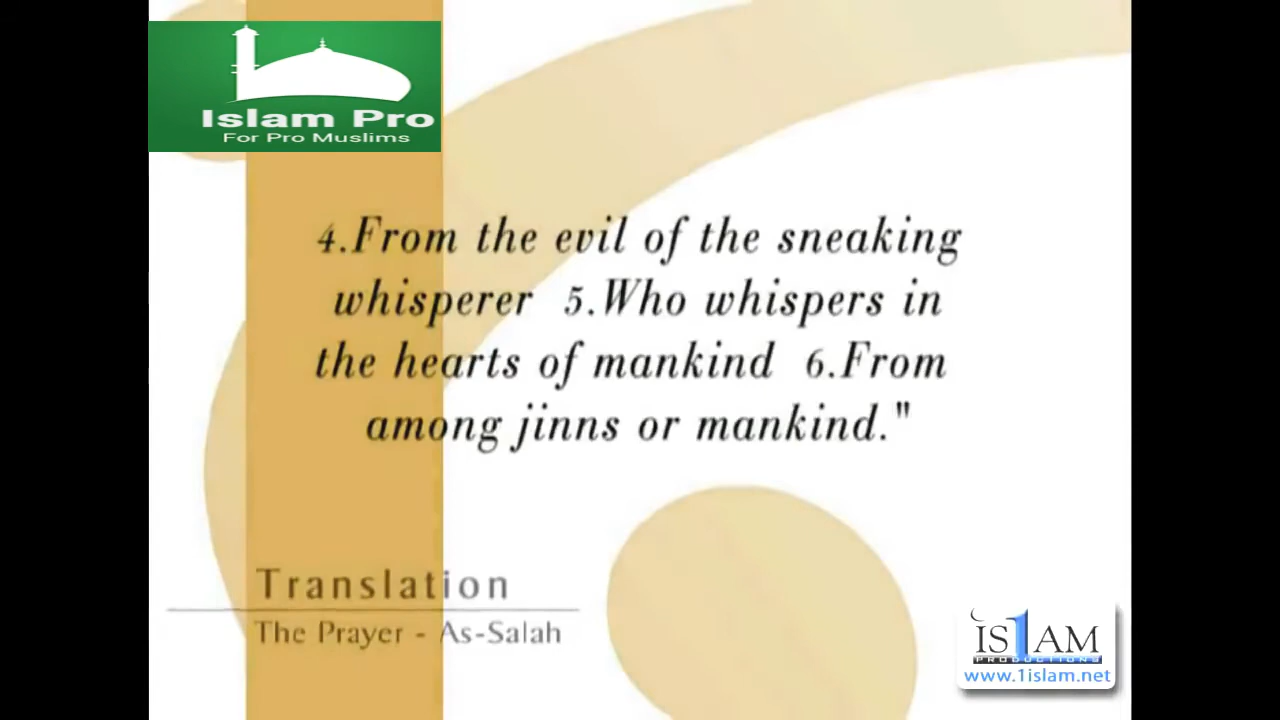 Islam Pro
For Pro Muslims
4.From the evil of the sneaking
whisperer 5.Who whispers in
the hearts of mankind 6.From
among jinns or mankind."
Translation
The Prayer - As-Salah
IS1AM
PRODUCTIONS
www.1islam.net